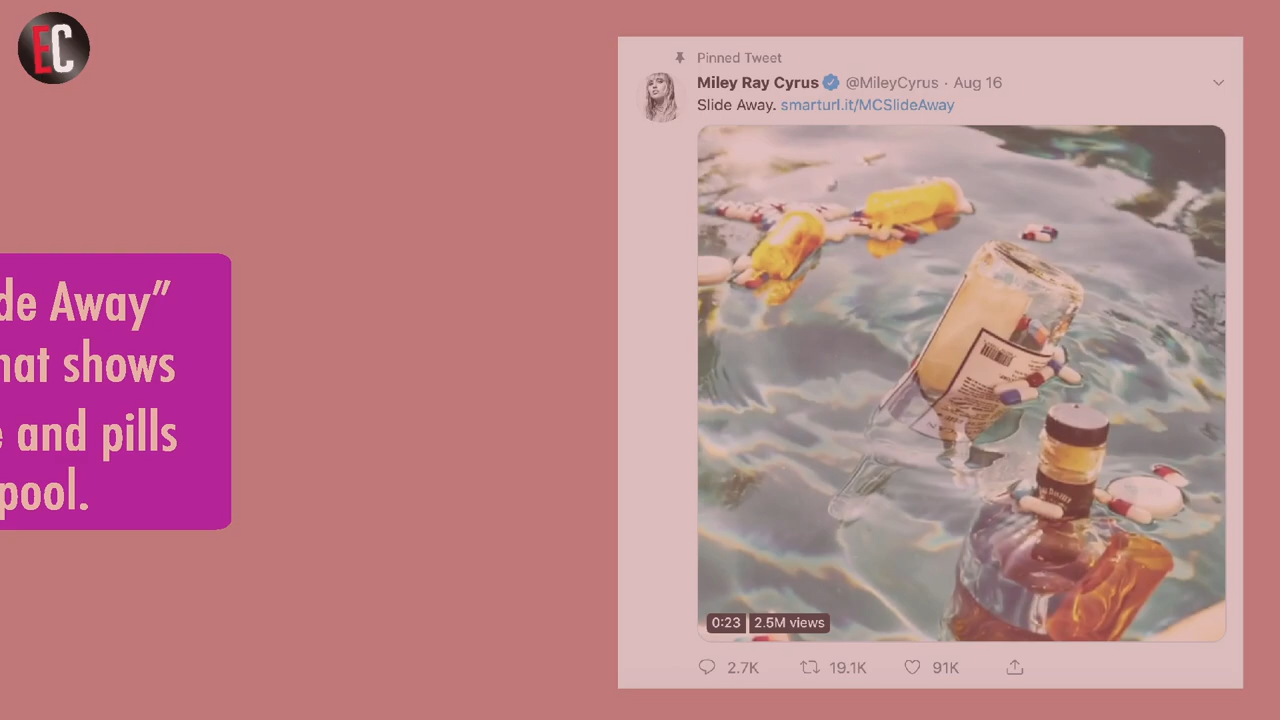 EC
de Away”
hat shows
and pills
pool.
Pinned Tweet
Miley Ray Cyrus @MileyCyrus · Aug 16
Slide Away. smarturl.it/MCSlideAway
0:23 2.5M views
2.7K 19.1K 91K